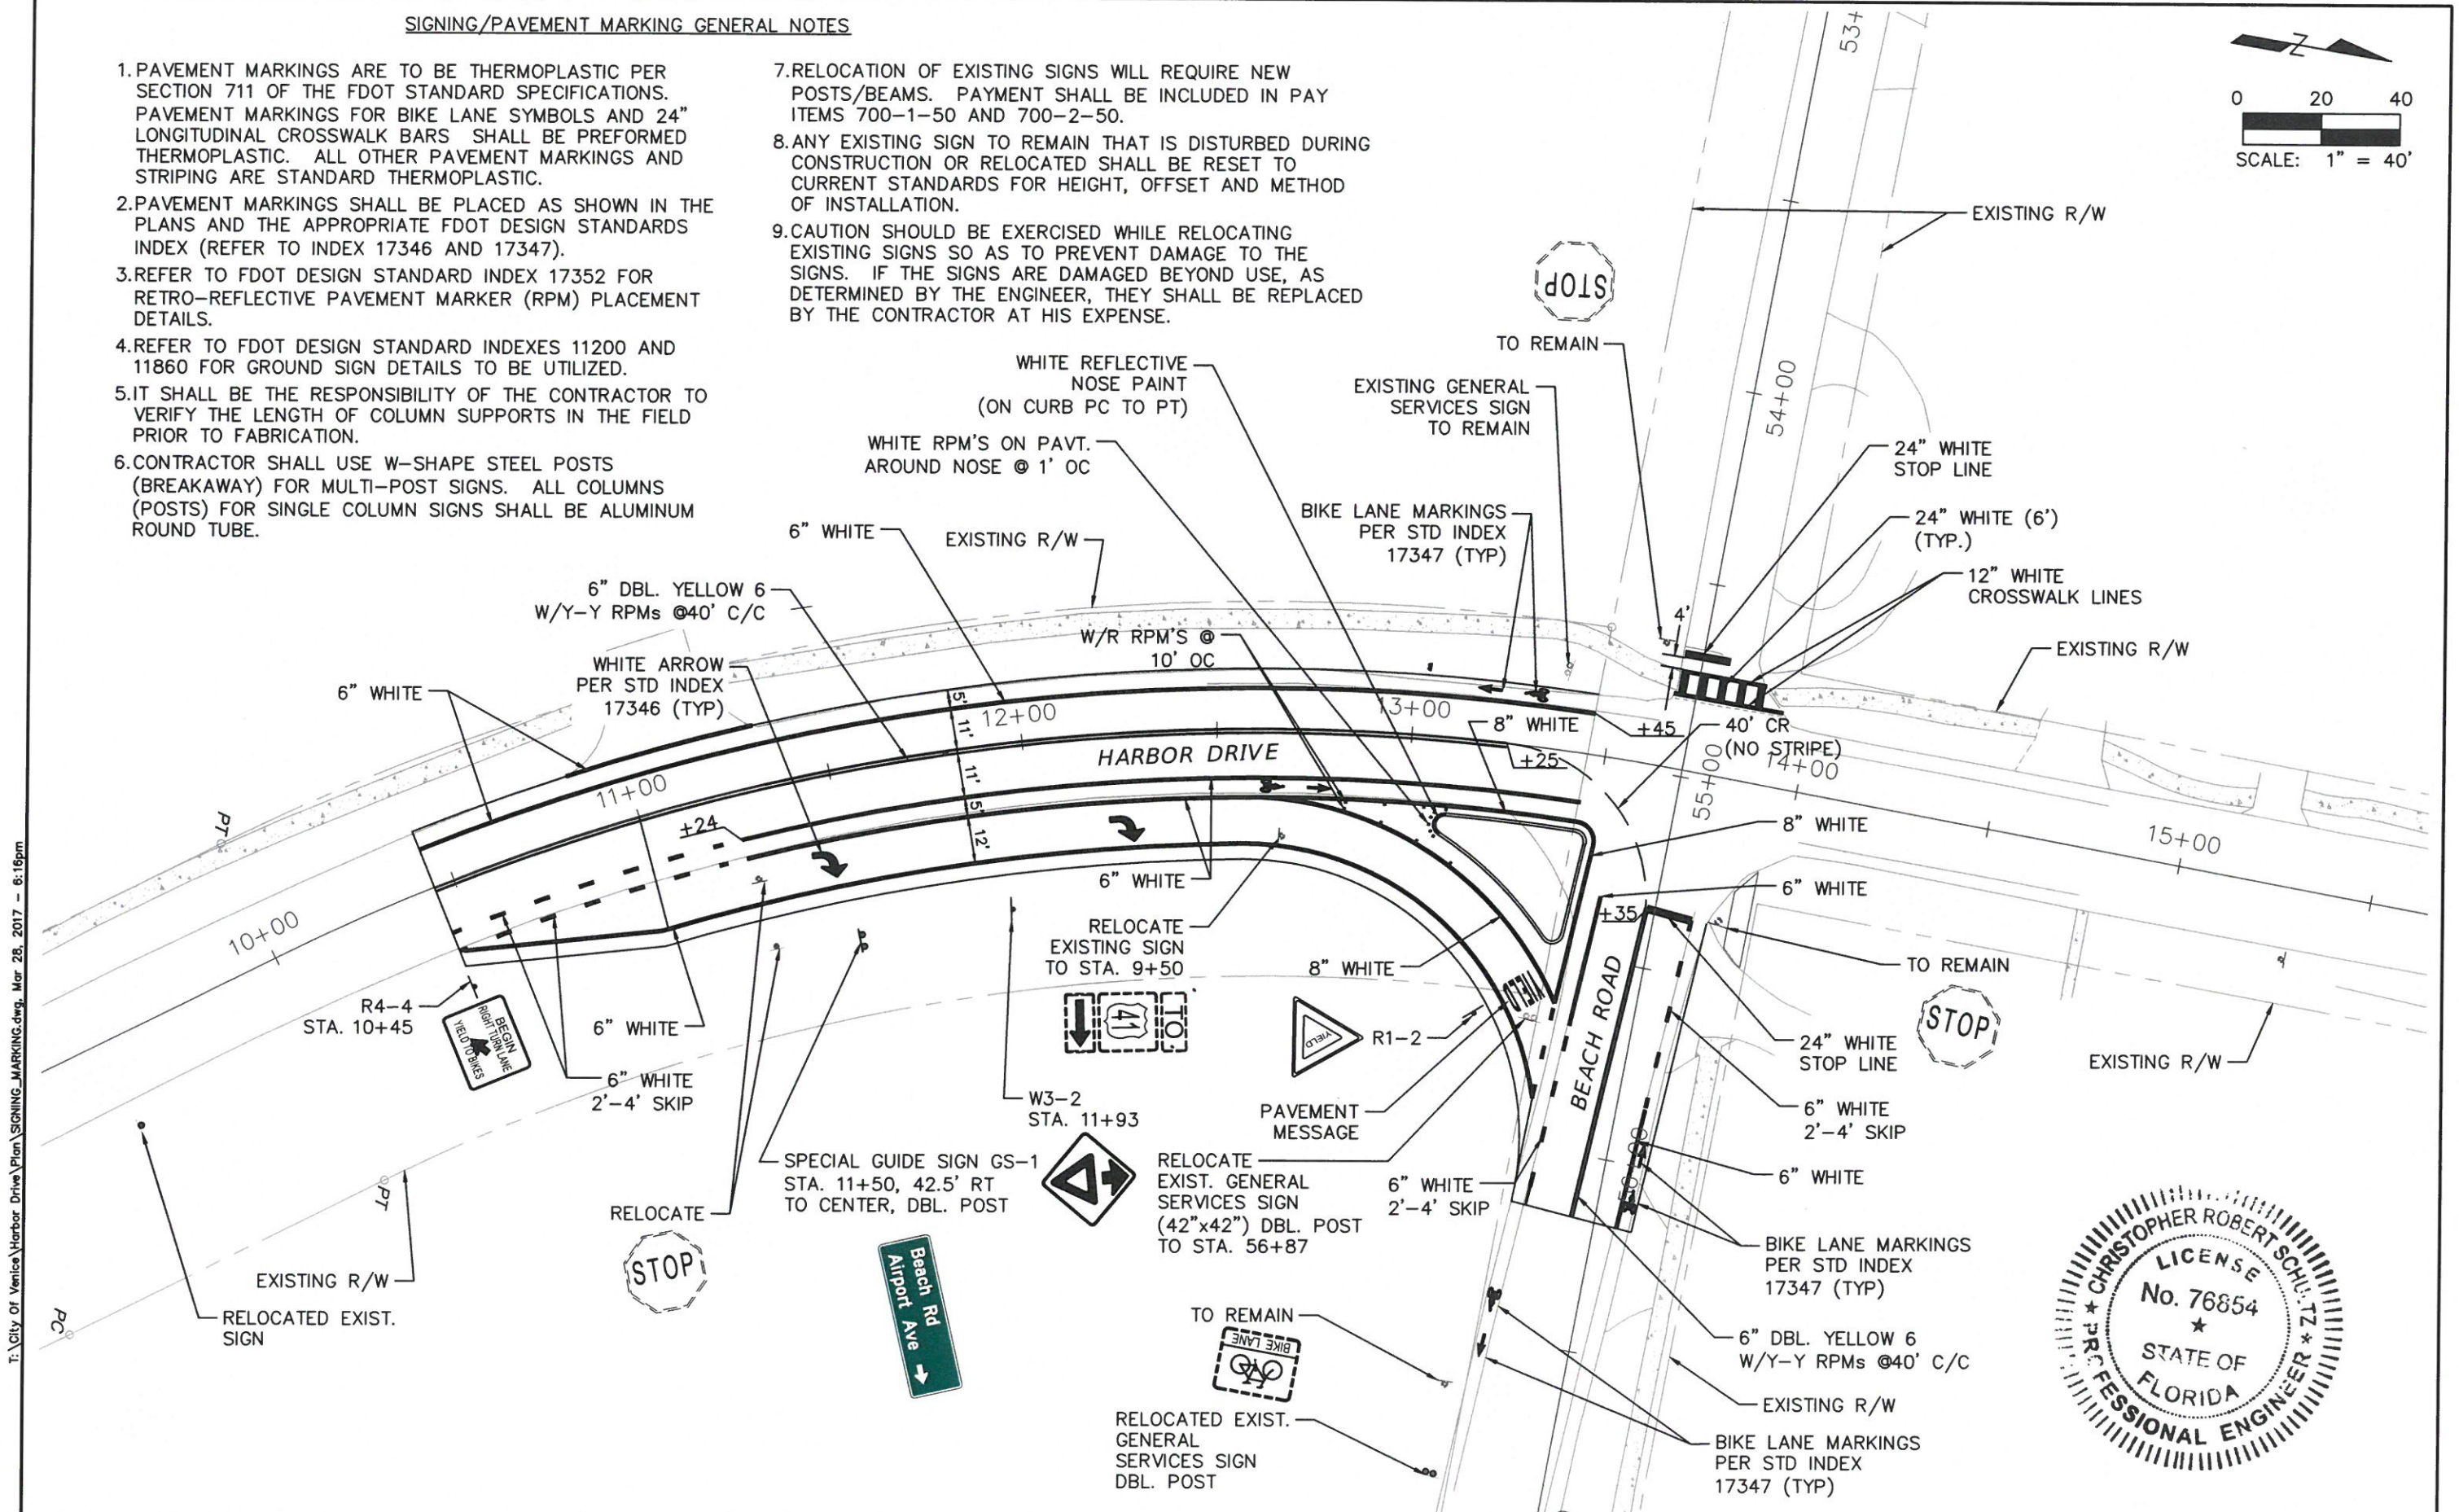 SIGNING/PAVEMENT MARKING GENERAL NOTES
1. PAVEMENT MARKINGS ARE TO BE THERMOPLASTIC PER
SECTION 711 OF THE FDOT STANDARD SPECIFICATIONS.
PAVEMENT MARKINGS FOR BIKE LANE SYMBOLS AND 24"
LONGITUDINAL CROSSWALK BARS SHALL BE PREFORMED
THERMOPLASTIC. ALL OTHER PAVEMENT MARKINGS AND
STRIPING ARE STANDARD THERMOPLASTIC.
2.PAVEMENT MARKINGS SHALL BE PLACED AS SHOWN IN THE
PLANS AND THE APPROPRIATE FDOT DESIGN STANDARDS
INDEX (REFER TO INDEX 17346 AND 17347).
3.REFER TO FDOT DESIGN STANDARD INDEX 17352 FOR
RETRO-REFLECTIVE PAVEMENT MARKER (RPM) PLACEMENT
DETAILS.
4.REFER TO FDOT DESIGN STANDARD INDEXES 11200 AND
11860 FOR GROUND SIGN DETAILS TO BE UTILIZED.
5.IT SHALL BE THE RESPONSIBILITY OF THE CONTRACTOR TO
VERIFY THE LENGTH OF COLUMN SUPPORTS IN THE FIELD
PRIOR TO FABRICATION.
6.CONTRACTOR SHALL USE W-SHAPE STEEL POSTS
(BREAKAWAY) FOR MULTI-POST SIGNS. ALL COLUMNS
(POSTS) FOR SINGLE COLUMN SIGNS SHALL BE ALUMINUM
ROUND TUBE.
7.RELOCATION OF EXISTING SIGNS WILL REQUIRE NEW
POSTS/BEAMS. PAYMENT SHALL BE INCLUDED IN PAY
ITEMS 700-1-50 AND 700-2-50.
8.ANY EXISTING SIGN TO REMAIN THAT IS DISTURBED DURING
CONSTRUCTION OR RELOCATED SHALL BE RESET TO
CURRENT STANDARDS FOR HEIGHT, OFFSET AND METHOD
OF INSTALLATION.
9.CAUTION SHOULD BE EXERCISED WHILE RELOCATING
EXISTING SIGNS SO AS TO PREVENT DAMAGE TO THE
SIGNS. IF THE SIGNS ARE DAMAGED BEYOND USE, AS
DETERMINED BY THE ENGINEER, THEY SHALL BE REPLACED
BY THE CONTRACTOR AT HIS EXPENSE.
53+
Z
0 20 40
SCALE: 1" = 40'
EXISTING R/W
STOP
TO REMAIN
WHITE REFLECTIVE
NOSE PAINT
(ON CURB PC TO PT)
EXISTING GENERAL
SERVICES SIGN
TO REMAIN
54+00
WHITE RPM'S ON PAVT.
AROUND NOSE @ 1' OC
24" WHITE
STOP LINE
BIKE LANE MARKINGS
PER STD INDEX
17347 (TYP)
24" WHITE (6')
(TYP.)
6" WHITE
EXISTING R/W
12" WHITE
CROSSWALK LINES
6" DBL. YELLOW 6
W/Y-Y RPMs @40' C/C
4'
W/R RPM'S @
10' OC
EXISTING R/W
WHITE ARROW
PER STD INDEX
17346 (TYP)
6" WHITE
5'
11'
11'
5'
12'
12+00
13+00
8" WHITE
+45
40' CR
(NO STRIPE)
+25
14+00
55+00
HARBOR DRIVE
11+00
+24
PT
8" WHITE
15+00
6" WHITE
6" WHITE
+35
10+00
RELOCATE
EXISTING SIGN
TO STA. 9+50
8" WHITE
BEACH ROAD
TO REMAIN
STOP
R4-4
STA. 10+45
BEGIN
RIGHT TURN LANE
YIELD TO BIKES
6" WHITE
TO
41
YIELD
R1-2
YIELD
24" WHITE
STOP LINE
EXISTING R/W
6" WHITE
2'-4' SKIP
W3-2
STA. 11+93
PAVEMENT
MESSAGE
6" WHITE
2'-4' SKIP
SPECIAL GUIDE SIGN GS-1
STA. 11+50, 42.5' RT
TO CENTER, DBL. POST
RELOCATE
EXIST. GENERAL
SERVICES SIGN
(42"x42") DBL. POST
TO STA. 56+87
6" WHITE
2'-4' SKIP
6" WHITE
PT
RELOCATE
STOP
BIKE LANE MARKINGS
PER STD INDEX
17347 (TYP)
EXISTING R/W
RELOCATED EXIST.
SIGN
PC
Beach Rd
Airport Ave
TO REMAIN
BIKE LANE
6" DBL. YELLOW 6
W/Y-Y RPMs @40' C/C
EXISTING R/W
RELOCATED EXIST.
GENERAL
SERVICES SIGN
DBL. POST
BIKE LANE MARKINGS
PER STD INDEX
17347 (TYP)
CHRISTOPHER ROBERT SCHULTZ
LICENSE
No. 76854
STATE OF
FLORIDA
PROFESSIONAL ENGINEER
T:\City Of Venice\Harbor Drive\Plan\SIGNING_MARKING.dwg, Mar 28, 2017 - 6:16pm